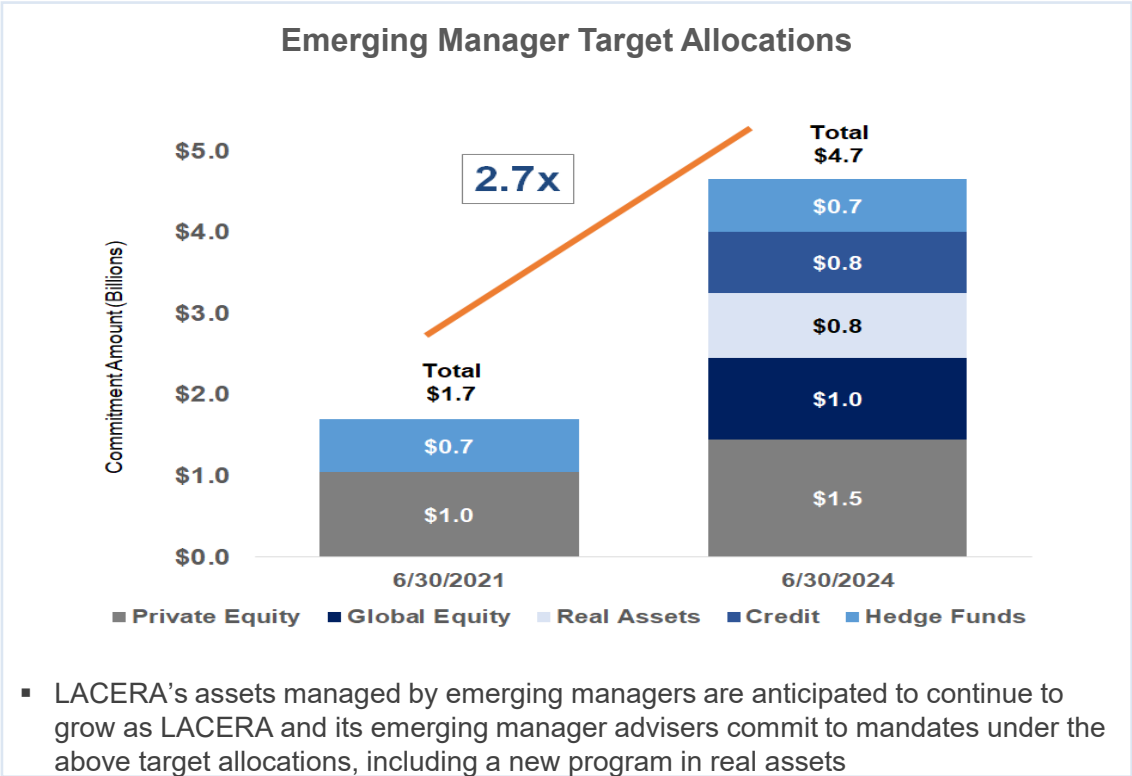 Emerging Manager Target Allocations
Total
$4.7
$5.0
2.7x
$0.7
$4.0
$0.8
$3.0
$0.8
Total
$1.7
$2.0
$1.0
$0.7
$1.0
$1.5
$1.0
$0.0
Commitment Amount (Billions)
6/30/2021 6/30/2024
Private Equity Global Equity Real Assets Credit Hedge Funds
▪ LACERA’s assets managed by emerging managers are anticipated to continue to
grow as LACERA and its emerging manager advisers commit to mandates under the
above target allocations, including a new program in real assets